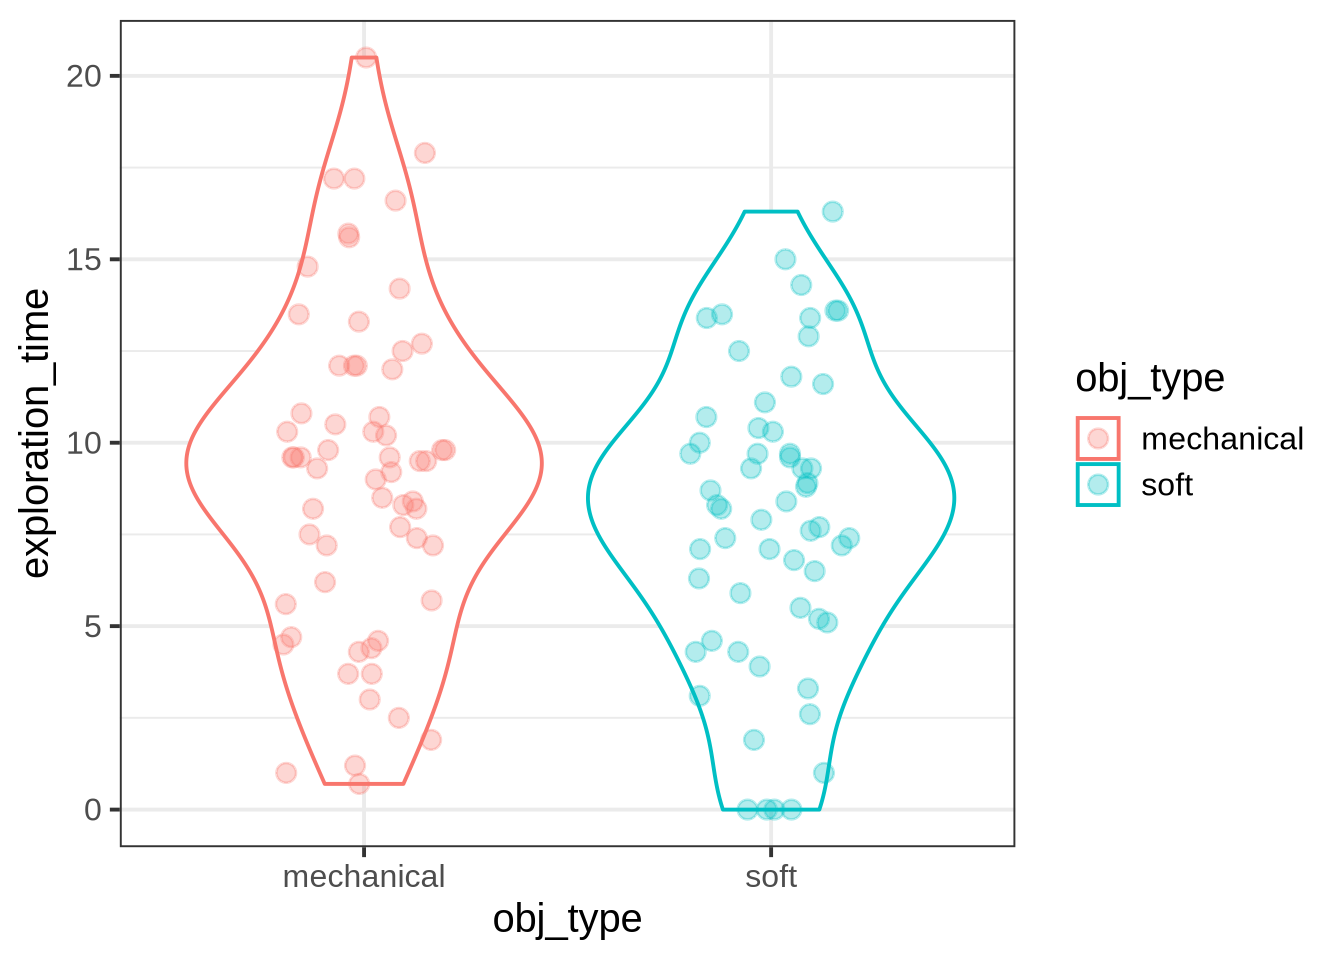 20
15
10
5
0
exploration_time
mechanical
soft
obj_type
obj_type
mechanical
soft